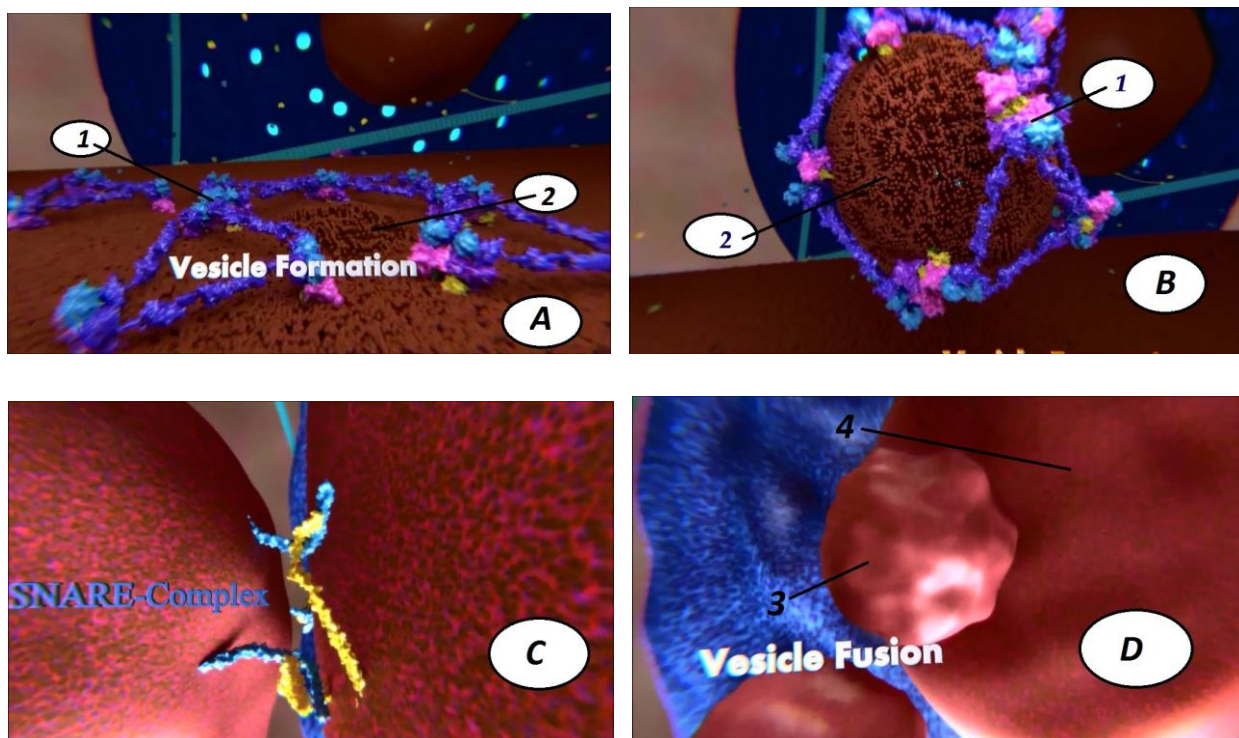 1
2
Vesicle Formation
A
1
2
B
SNARE-Complex
C
4
3
Vesicle Fusion
D